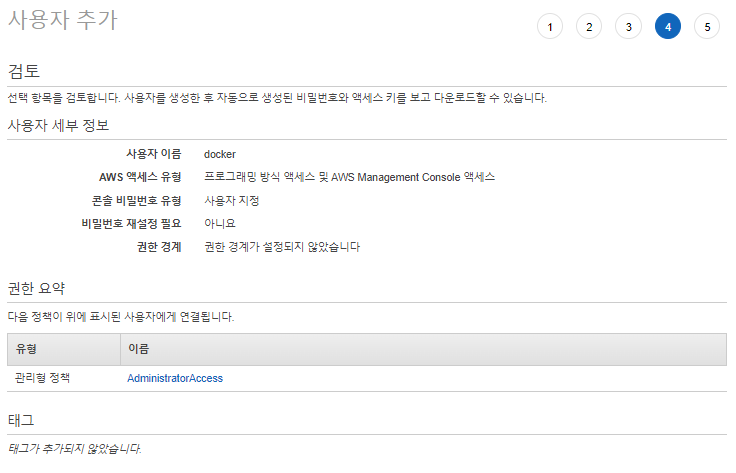 사용자 추가
1 2 3 4 5
검토
선택 항목을 검토합니다. 사용자를 생성한 후 자동으로 생성된 비밀번호와 액세스 키를 보고 다운로드할 수 있습니다.
사용자 세부 정보
사용자 이름 docker
AWS 액세스 유형 프로그래밍 방식 액세스 및 AWS Management Console 액세스
콘솔 비밀번호 유형 사용자 지정
비밀번호 재설정 필요 아니요
권한 경계 권한 경계가 설정되지 않았습니다
권한 요약
다음 정책이 위에 표시된 사용자에게 연결됩니다.
유형 이름
관리형 정책 AdministratorAccess
태그
태그가 추가되지 않았습니다.